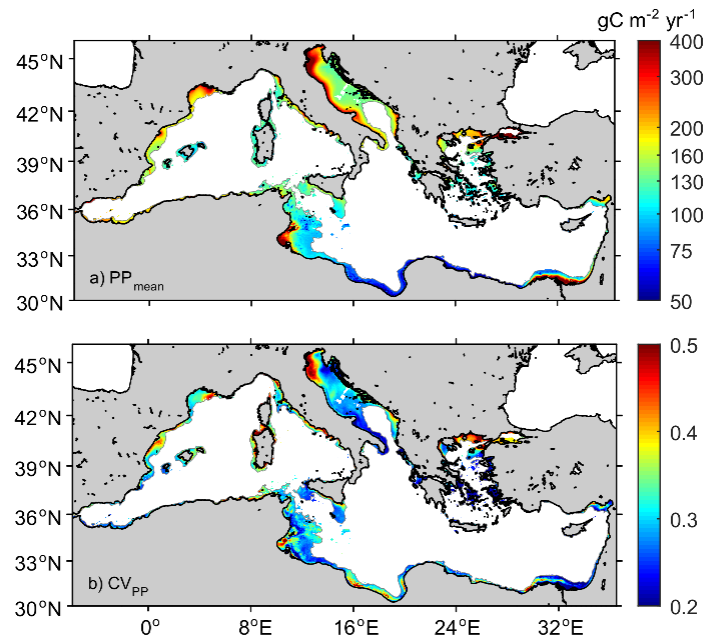 gC m⁻² yr⁻¹
45°N
42°N
39°N
36°N
33°N
30°N
a) PPmean
400
300
200
160
130
100
75
50
45°N
42°N
39°N
36°N
33°N
30°N
b) CVPP
0.5
0.4
0.3
0.2
0° 8°E 16°E 24°E 32°E